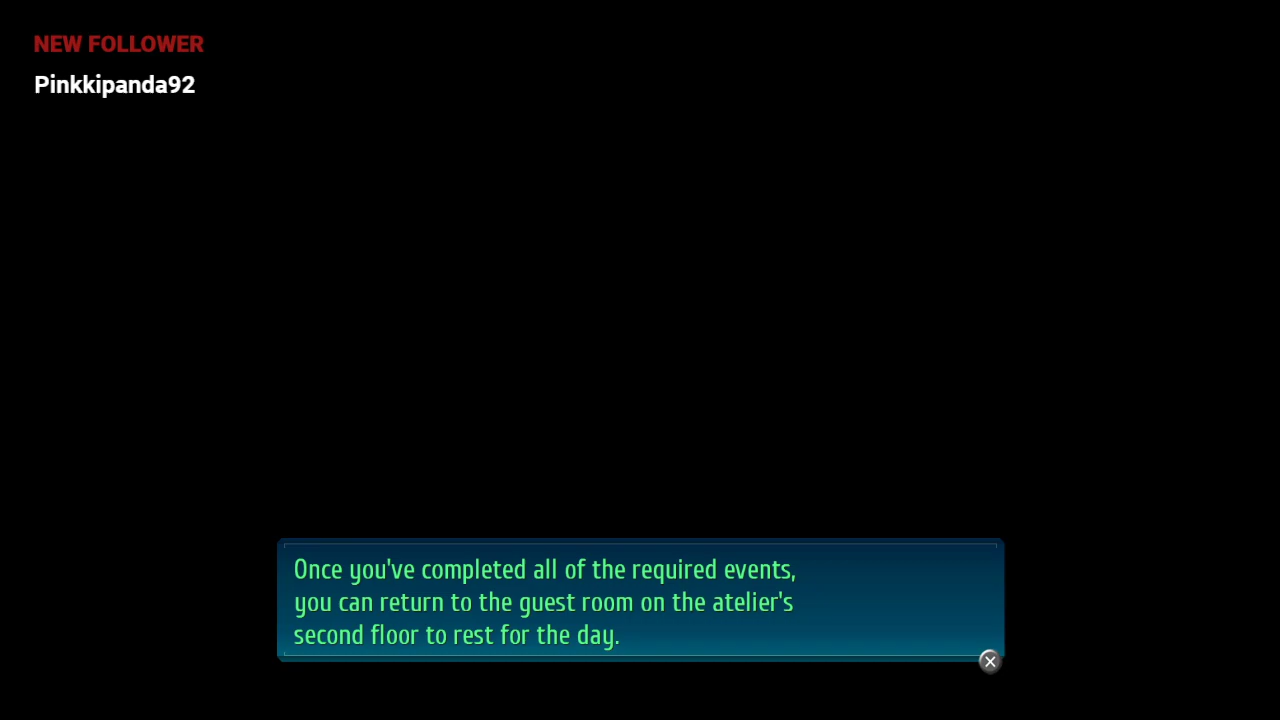 NEW FOLLOWER
Pinkkipanda92
Once you've completed all of the required events,
you can return to the guest room on the atelier's
second floor to rest for the day.